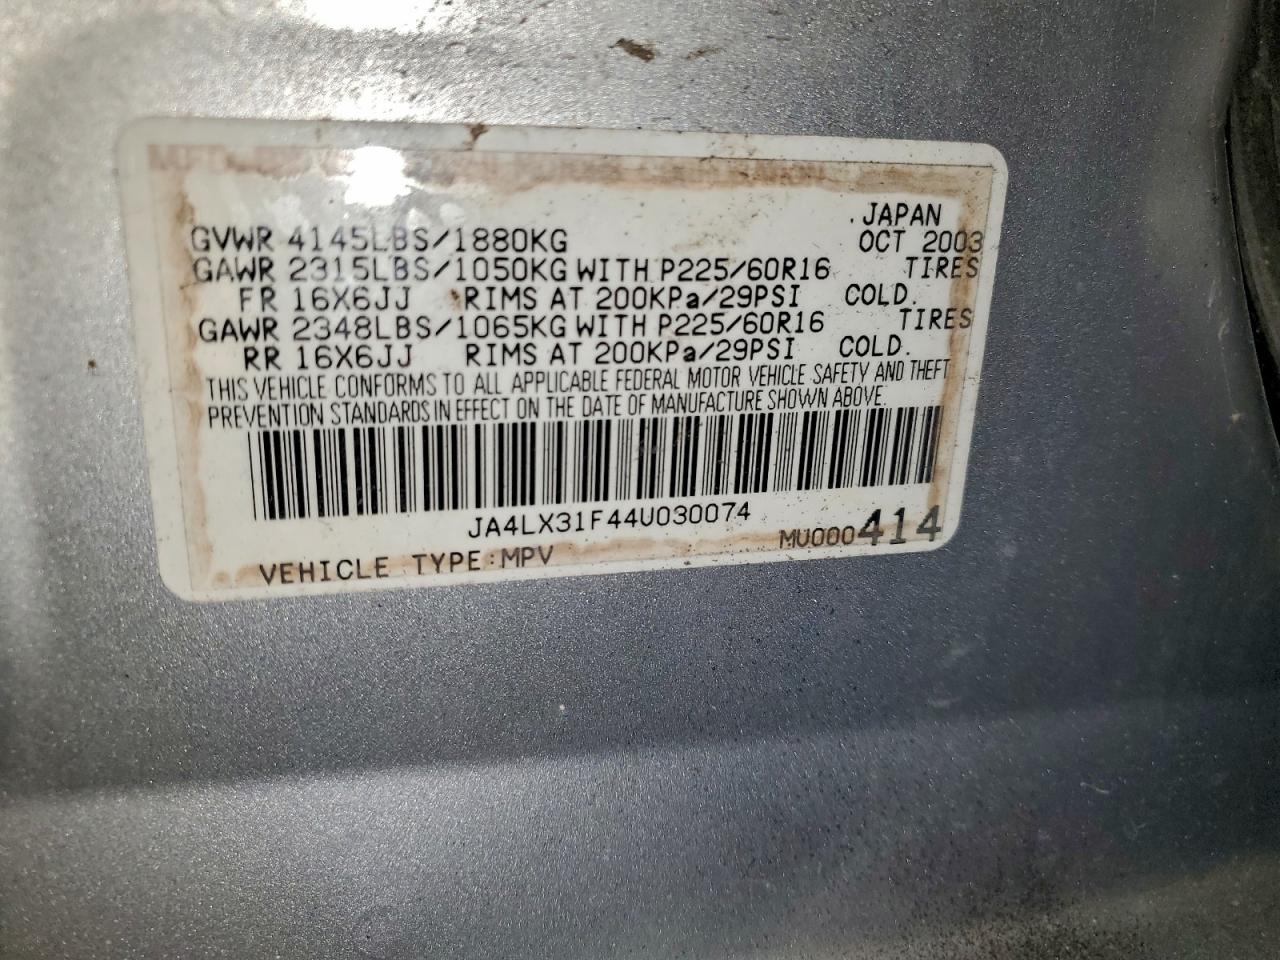 JAPAN
GVWR 4145LBS/1880KG OCT 2003
GAWR 2315LBS/1050KG WITH P225/60R16 TIRES
FR 16X6JJ RIMS AT 200KPa/29PSI COLD.
GAWR 2348LBS/1065KG WITH P225/60R16 TIRES
RR 16X6JJ RIMS AT 200KPa/29PSI COLD.
THIS VEHICLE CONFORMS TO ALL APPLICABLE FEDERAL MOTOR VEHICLE SAFETY AND THEFT
PREVENTION STANDARDS IN EFFECT ON THE DATE OF MANUFACTURE SHOWN ABOVE.
JA4LX31F44U030074
VEHICLE TYPE:MPV MU000414